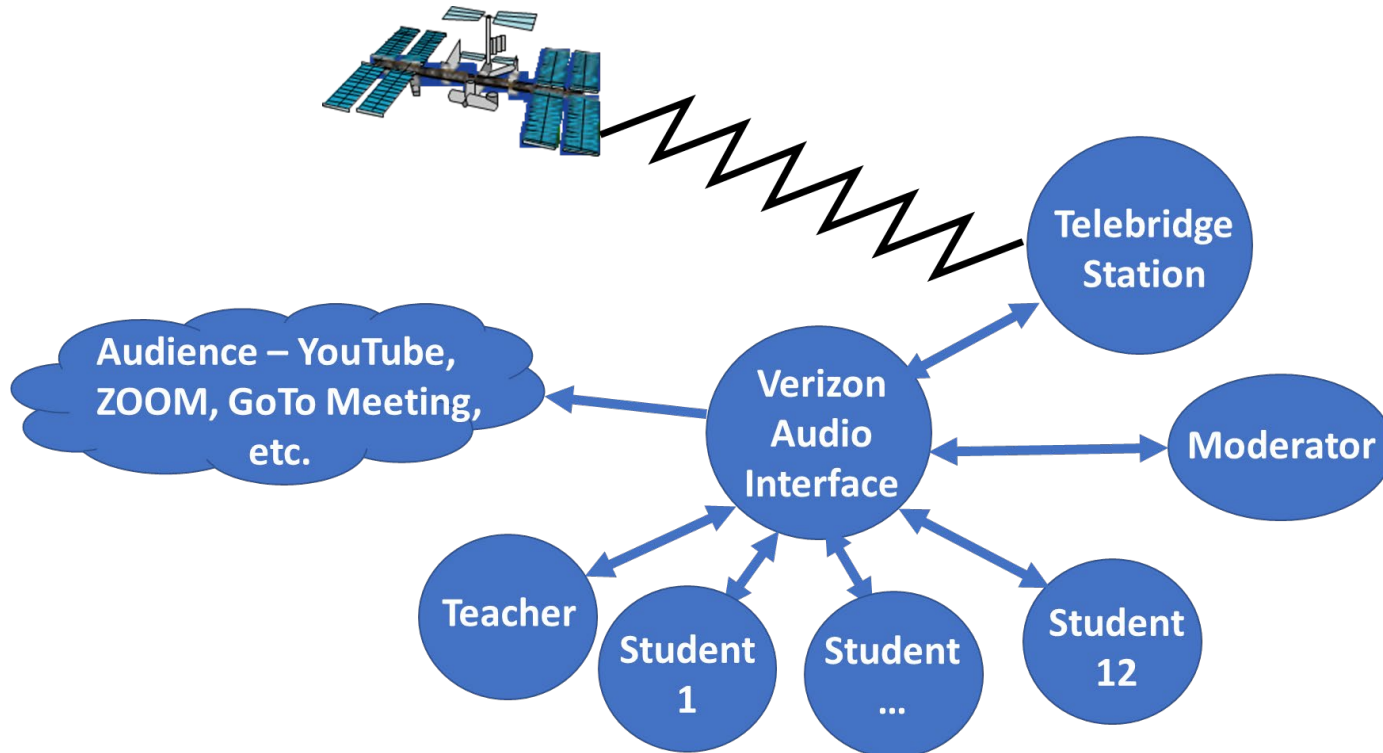 Telebridge
Station
Audience – YouTube,
ZOOM, GoTo Meeting,
etc.
Verizon
Audio
Interface
Moderator
Teacher
Student
1
Student
...
Student
12